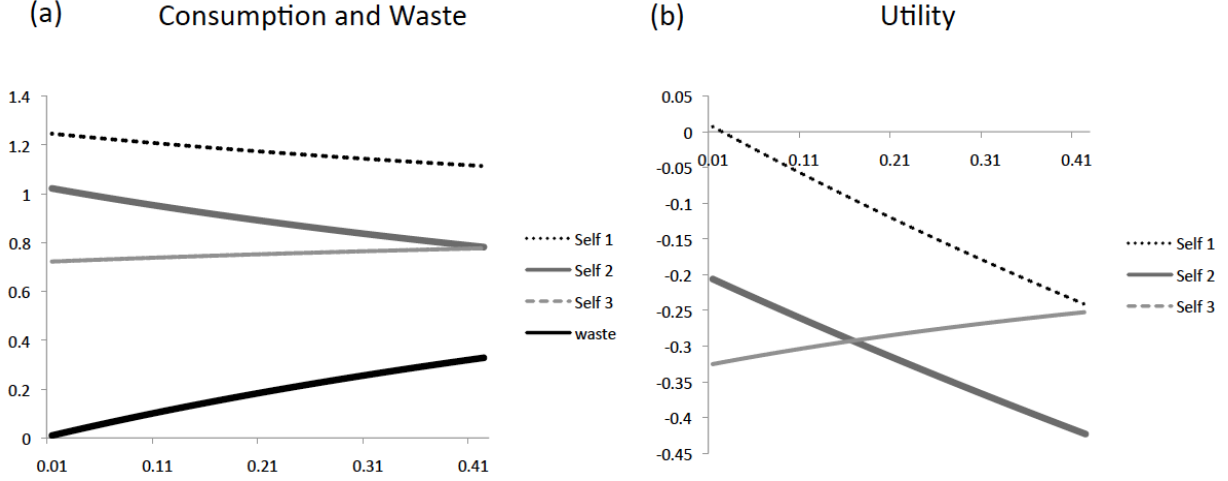 (a) Consumption and Waste
1.4
1.2
1
0.8
0.6
0.4
0.2
0
0.01 0.11 0.21 0.31 0.41
Self 1
Self 2
Self 3
waste
(b) Utility
0.05
0
-0.05
-0.1
-0.15
-0.2
-0.25
-0.3
-0.35
-0.4
-0.45
0.01 0.11 0.21 0.31 0.41
Self 1
Self 2
Self 3